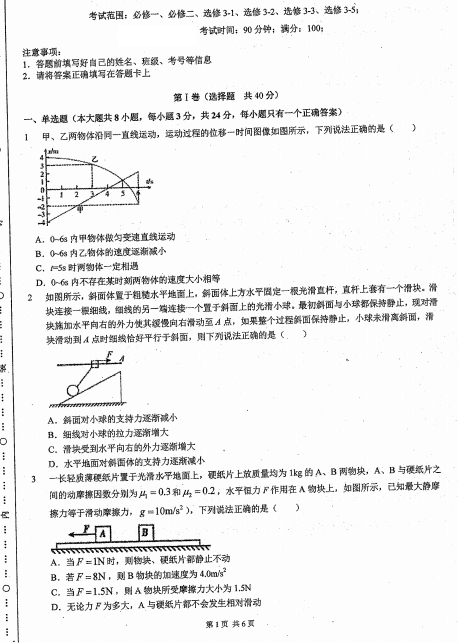 考试范围：必修一、必修二、选修3-1、选修3-2、选修3-3、选修3-5；
考试时间：90分钟；满分：100；
注意事项：
1．答题前填写好自己的姓名、班级、考号等信息
2．请将答案正确填写在答题卡上
第Ⅰ卷（选择题 共40分）
一、单选题（本大题共8小题，每小题3分，共24分，每小题只有一个正确答案）
1 甲、乙两物体沿同一直线运动，运动过程的位移—时间图像如图所示，下列说法正确的是（ ）
x/m
4
3
2
1
0
-1
-2
-3
-4
乙
甲
1 2 3 4 5 6
t/s
A．0~6s内甲物体做匀变速直线运动
B．0~6s内乙物体的速度逐渐减小
C．t=5s时两物体一定相遇
D．0~6s内不存在某时刻两物体的速度大小相等
2 如图所示，斜面体置于粗糙水平地面上，斜面体上方水平固定一根光滑直杆，直杆上套有一个滑块．滑
块连接一根细线，细线的另一端连接一个置于斜面上的光滑小球。最初斜面与小球都保持静止，现对滑
块施加水平向右的外力使其缓慢向右滑动至A点，如果整个过程斜面保持静止，小球未滑离斜面，滑
块滑动到A点时细线恰好平行于斜面，则下列说法正确的是（ ）
F
A
A．斜面对小球的支持力逐渐减小
B．细线对小球的拉力逐渐增大
C．滑块受到水平向右的外力逐渐增大
D．水平地面对斜面体的支持力逐渐减小
3 一长轻质薄硬纸片置于光滑水平地面上，硬纸片上放质量均为1kg的A、B两物块，A、B与硬纸片之
间的动摩擦因数分别为μ₁=0.3和μ₂=0.2，水平恒力F作用在A物块上，如图所示，已知最大静摩
擦力等于滑动摩擦力，g=10m/s²），下列说法正确的是（ ）
F
A
B
A．当F=1N时，则物块、硬纸片都静止不动
B．若F=8N，则B物块的加速度为4.0m/s²
C．当F=1.5N，则A物块所受摩擦力大小为1.5N
D．无论力F为多大，A与硬纸片都不会发生相对滑动
第1页 共6页